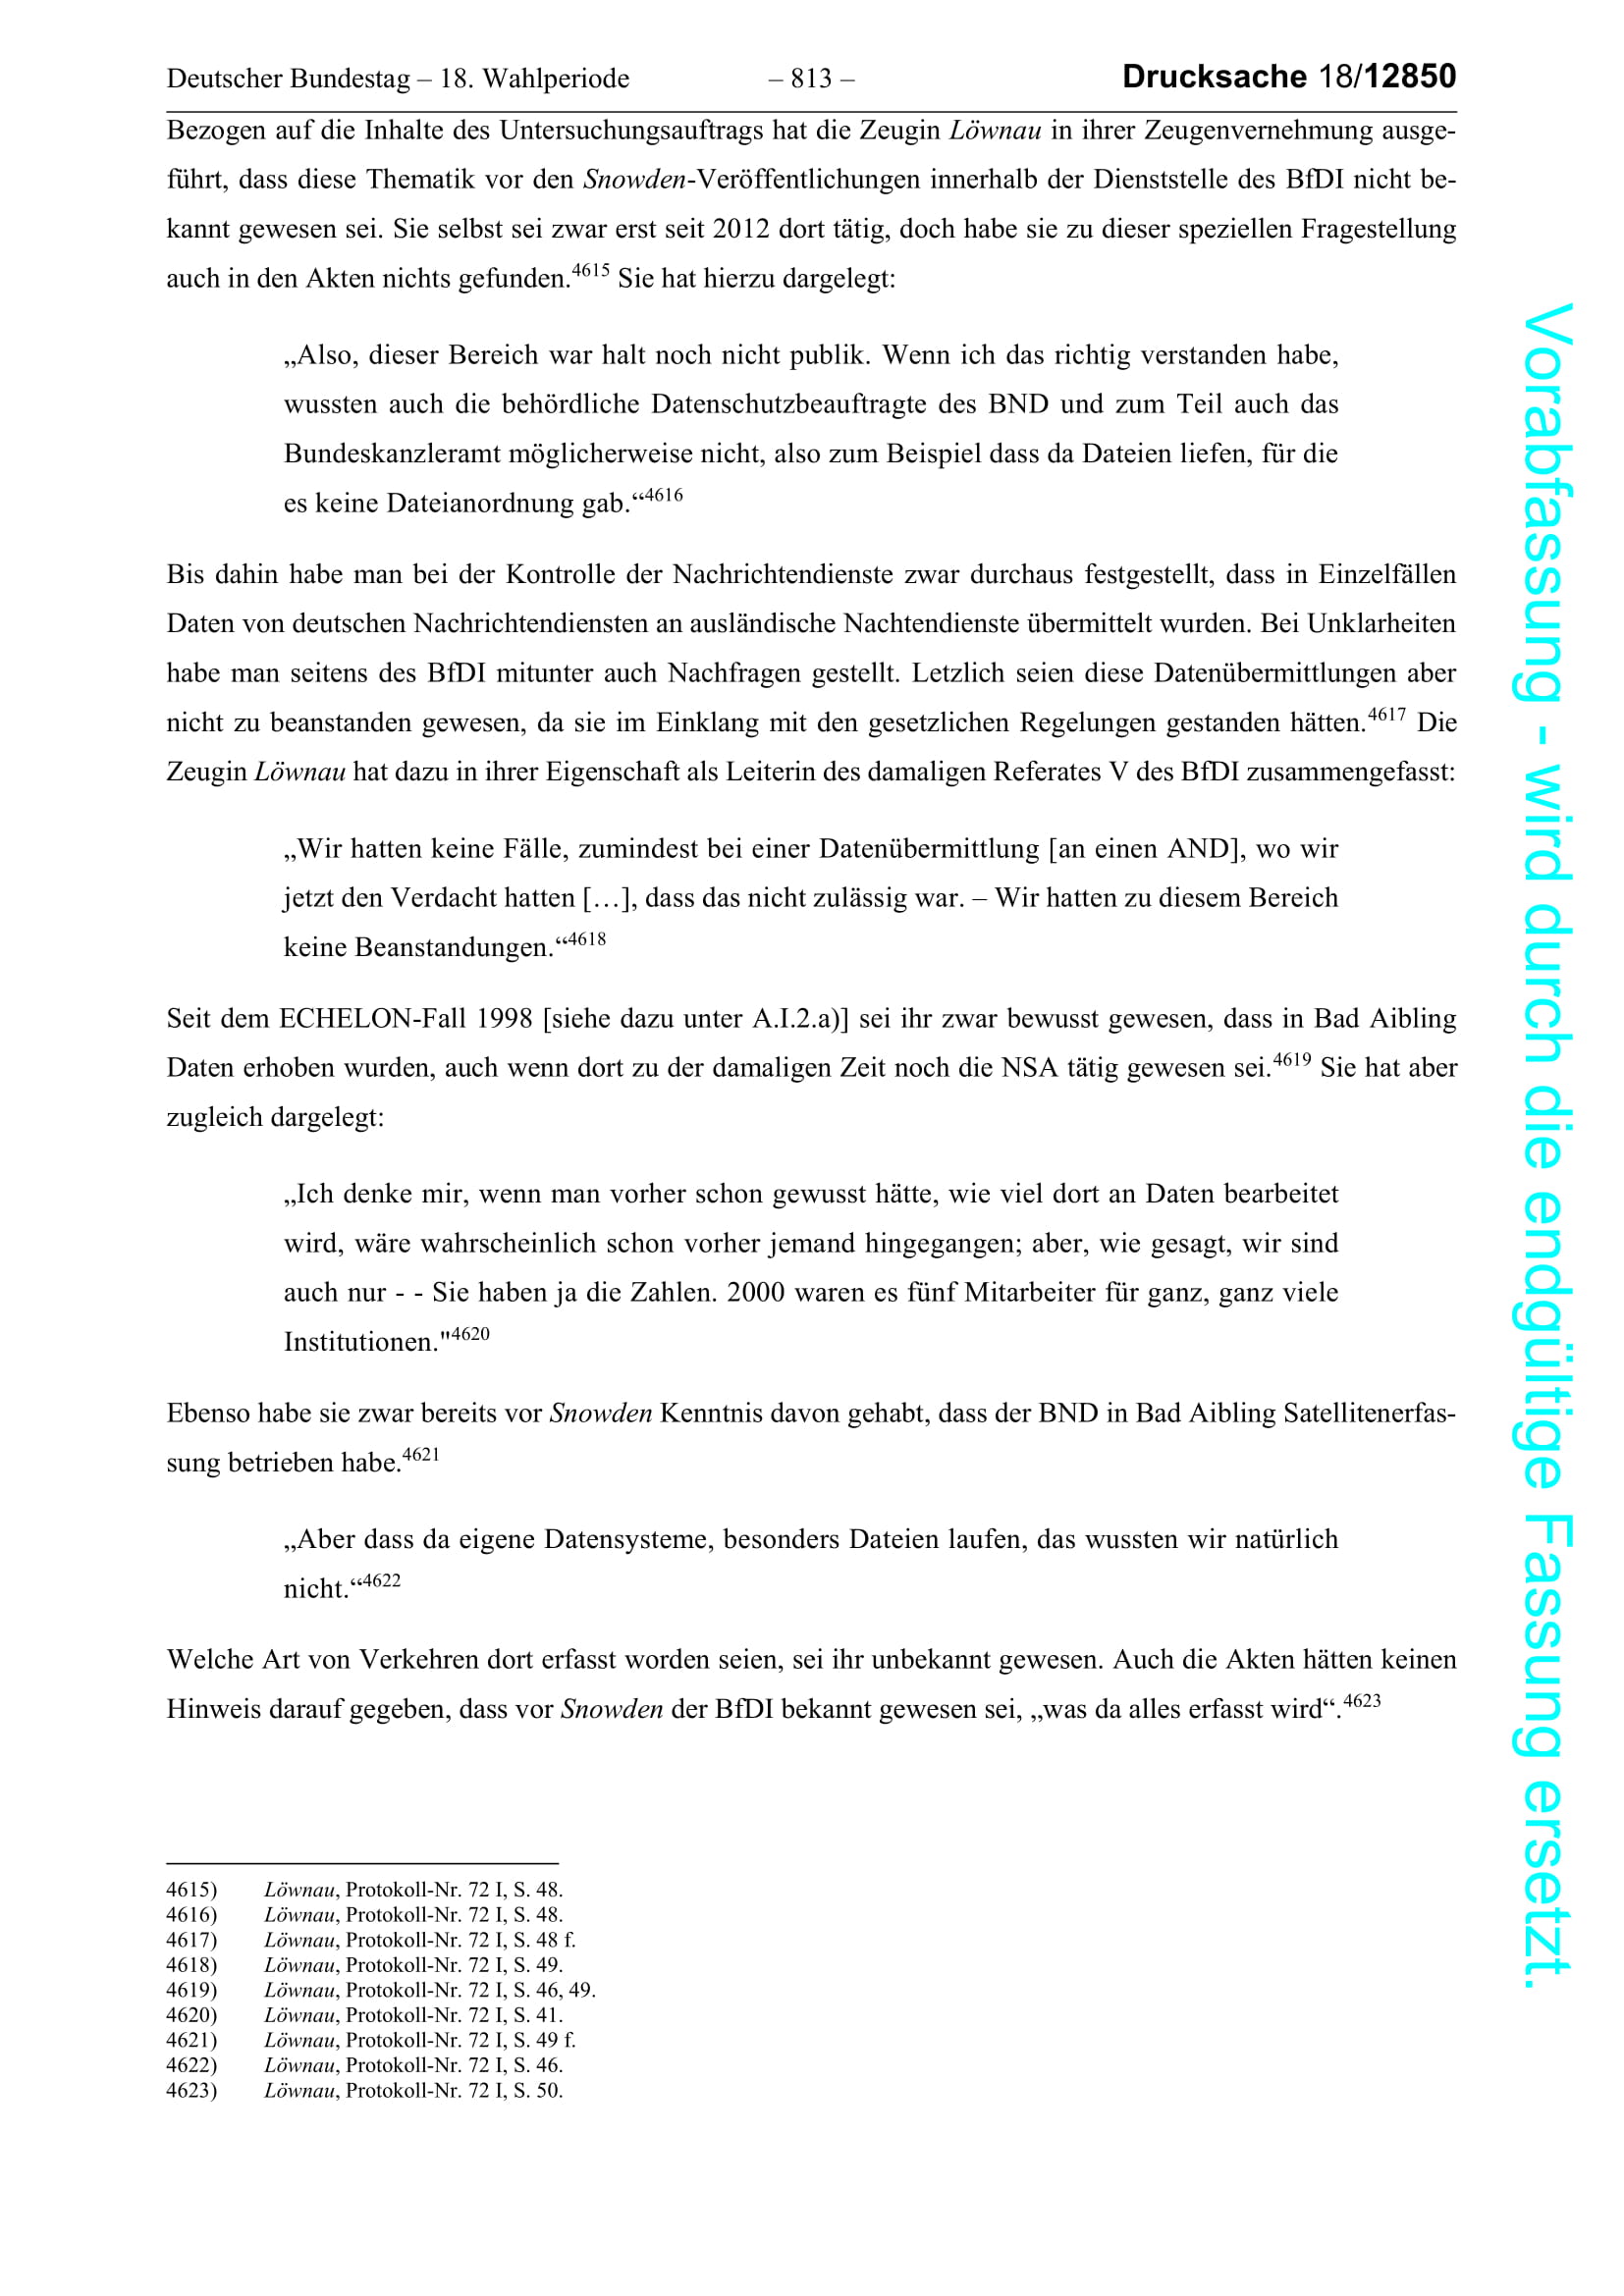 Deutscher Bundestag – 18. Wahlperiode – 813 – Drucksache 18/12850
Bezogen auf die Inhalte des Untersuchungsauftrags hat die Zeugin Löwnau in ihrer Zeugenvernehmung ausge-
führt, dass diese Thematik vor den Snowden-Veröffentlichungen innerhalb der Dienststelle des BfDI nicht be-
kannt gewesen sei. Sie selbst sei zwar erst seit 2012 dort tätig, doch habe sie zu dieser speziellen Fragestellung
auch in den Akten nichts gefunden.4615 Sie hat hierzu dargelegt:
„Also, dieser Bereich war halt noch nicht publik. Wenn ich das richtig verstanden habe,
wussten auch die behördliche Datenschutzbeauftragte des BND und zum Teil auch das
Bundeskanzleramt möglicherweise nicht, also zum Beispiel dass da Dateien liefen, für die
es keine Dateianordnung gab.“4616
Bis dahin habe man bei der Kontrolle der Nachrichtendienste zwar durchaus festgestellt, dass in Einzelfällen
Daten von deutschen Nachrichtendiensten an ausländische Nachtendienste übermittelt wurden. Bei Unklarheiten
habe man seitens des BfDI mitunter auch Nachfragen gestellt. Letzlich seien diese Datenübermittlungen aber
nicht zu beanstanden gewesen, da sie im Einklang mit den gesetzlichen Regelungen gestanden hätten.4617 Die
Zeugin Löwnau hat dazu in ihrer Eigenschaft als Leiterin des damaligen Referates V des BfDI zusammengefasst:
„Wir hatten keine Fälle, zumindest bei einer Datenübermittlung [an einen AND], wo wir
jetzt den Verdacht hatten […], dass das nicht zulässig war. – Wir hatten zu diesem Bereich
keine Beanstandungen.“4618
Seit dem ECHELON-Fall 1998 [siehe dazu unter A.I.2.a)] sei ihr zwar bewusst gewesen, dass in Bad Aibling
Daten erhoben wurden, auch wenn dort zu der damaligen Zeit noch die NSA tätig gewesen sei.4619 Sie hat aber
zugleich dargelegt:
„Ich denke mir, wenn man vorher schon gewusst hätte, wie viel dort an Daten bearbeitet
wird, wäre wahrscheinlich schon vorher jemand hingegangen; aber, wie gesagt, wir sind
auch nur - - Sie haben ja die Zahlen. 2000 waren es fünf Mitarbeiter für ganz, ganz viele
Institutionen."4620
Ebenso habe sie zwar bereits vor Snowden Kenntnis davon gehabt, dass der BND in Bad Aibling Satellitenerfas-
sung betrieben habe.4621
„Aber dass da eigene Datensysteme, besonders Dateien laufen, das wussten wir natürlich
nicht.“4622
Welche Art von Verkehren dort erfasst worden seien, sei ihr unbekannt gewesen. Auch die Akten hätten keinen
Hinweis darauf gegeben, dass vor Snowden der BfDI bekannt gewesen sei, „was da alles erfasst wird“.4623
4615) Löwnau, Protokoll-Nr. 72 I, S. 48.
4616) Löwnau, Protokoll-Nr. 72 I, S. 48.
4617) Löwnau, Protokoll-Nr. 72 I, S. 48 f.
4618) Löwnau, Protokoll-Nr. 72 I, S. 49.
4619) Löwnau, Protokoll-Nr. 72 I, S. 46, 49.
4620) Löwnau, Protokoll-Nr. 72 I, S. 41.
4621) Löwnau, Protokoll-Nr. 72 I, S. 49 f.
4622) Löwnau, Protokoll-Nr. 72 I, S. 46.
4623) Löwnau, Protokoll-Nr. 72 I, S. 50.
Vorabfassung - wird durch die endgültige Fassung ersetzt.